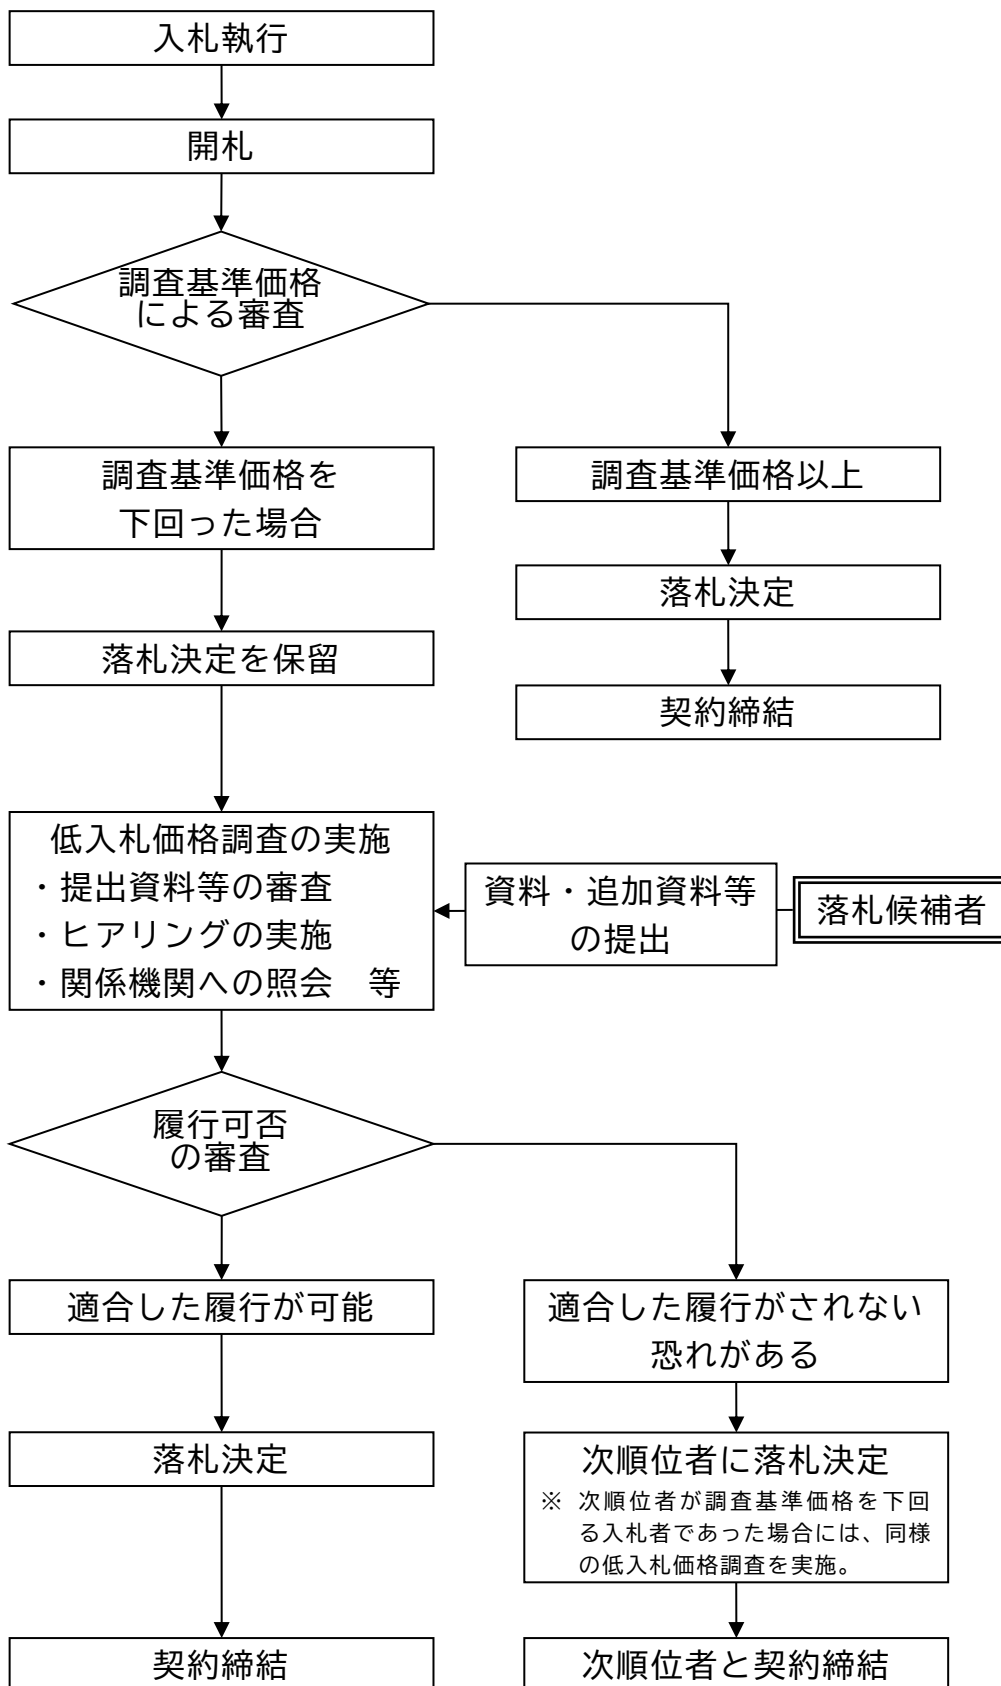 入札執行
開札
調査基準価格
による審査
調査基準価格を
下回った場合
調査基準価格以上
落札決定
契約締結
落札決定を保留
低入札価格調査の実施
・提出資料等の審査
・ヒアリングの実施
・関係機関への照会　等
資料・追加資料等
の提出
落札候補者
履行可否
の審査
適合した履行が可能
適合した履行がされない
恐れがある
落札決定
次順位者に落札決定
※ 次順位者が調査基準価格を下回
る入札者であった場合には、同様
の低入札価格調査を実施。
契約締結
次順位者と契約締結